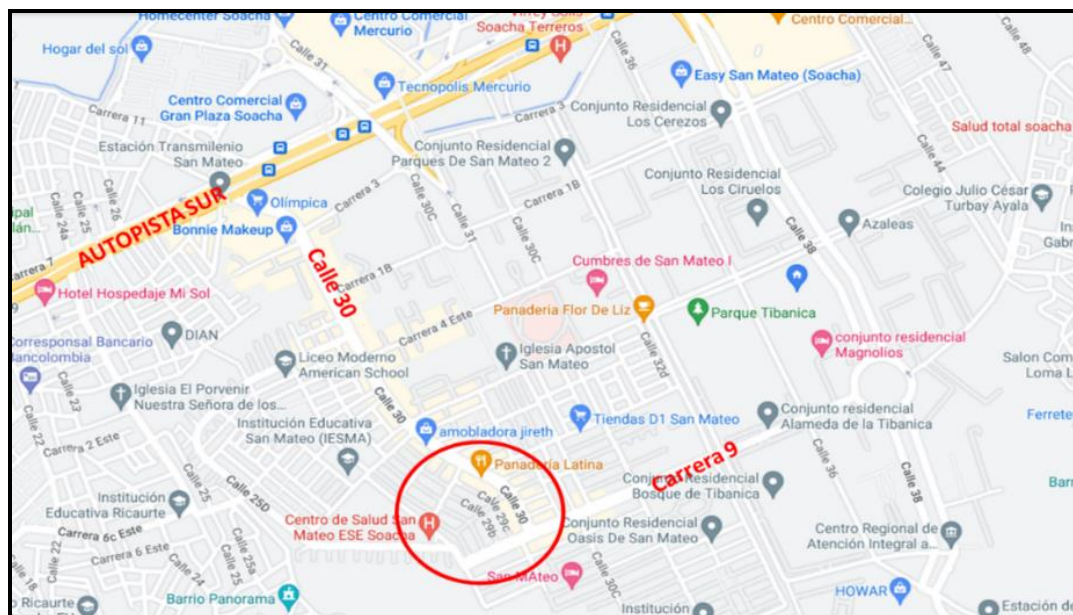 Homecenter Soacha
Centro Comercial
Mercurio
Virrey Solis
Soacha Terreros
Centro Comercial...
Hogar del sol
Calle 31
Calle 36
Calle 48
Calle 47
Tecnopolis Mercurio
Easy San Mateo (Soacha)
Centro Comercial
Gran Plaza Soacha
Carrera 11
Carrera 3
Conjunto Residencial
Los Cerezos
Salud total soacha
Estación Transmilenio
San Mateo
Conjunto Residencial
Parques De San Mateo 2
Conjunto Residencial
Los Ciruelos
Calle 44
Colegio Julio César
Turbay Ayala
Carrera 3
Calle 30C
Carrera 1B
Calle 26
Calle 25
Calle 24a
Olímpica
AUTOPISTA SUR
Bonnie Makeup
Calle 31
Calle 30C
Calle 38
Azaleas
Carrera 7
Calle 30
Carrera 1B
Cumbres de San Mateo I
Hotel Hospedaje Mi Sol
Panaderia Flor De Liz
Parque Tibanica
DIAN
Carrera 4 Este
conjunto residencial
Magnolios
Corresponsal Bancario
Bancolombia
Liceo Moderno
American School
Iglesia Apostol
San Mateo
Calle 32d
Salon Com
Loma L
Iglesia El Porvenir
Nuestra Señora de los...
Calle 23
Calle 22
Calle 30
Institución Educativa
San Mateo (IESMA)
amobladora jireth
Tiendas D1 San Mateo
Conjunto residencial
Alameda de la Tibanica
Ferrete
Carrera 2 Este
Panadería Latina
Carrera 9
Calle 36
Calle 38
Conjunto Residencial
Bosque de Tibanica
Calle 25
Calle 25D
Institución
Educativa Ricaurte
Calle 30
Calle 29c
Calle 29b
Centro de Salud San
Mateo ESE Soacha
Conjunto Residencial
Oasis De San Mateo
Centro Regional de
Atención Integral a...
Carrera 6c Este
Carrera 6 Este
Calle 22
Calle 24
Calle 25a
Calle 25
Calle 18
San MAteo
Calle 30C
Barrio Panorama
HOWAR
Ricaurte
Institución
Estación de